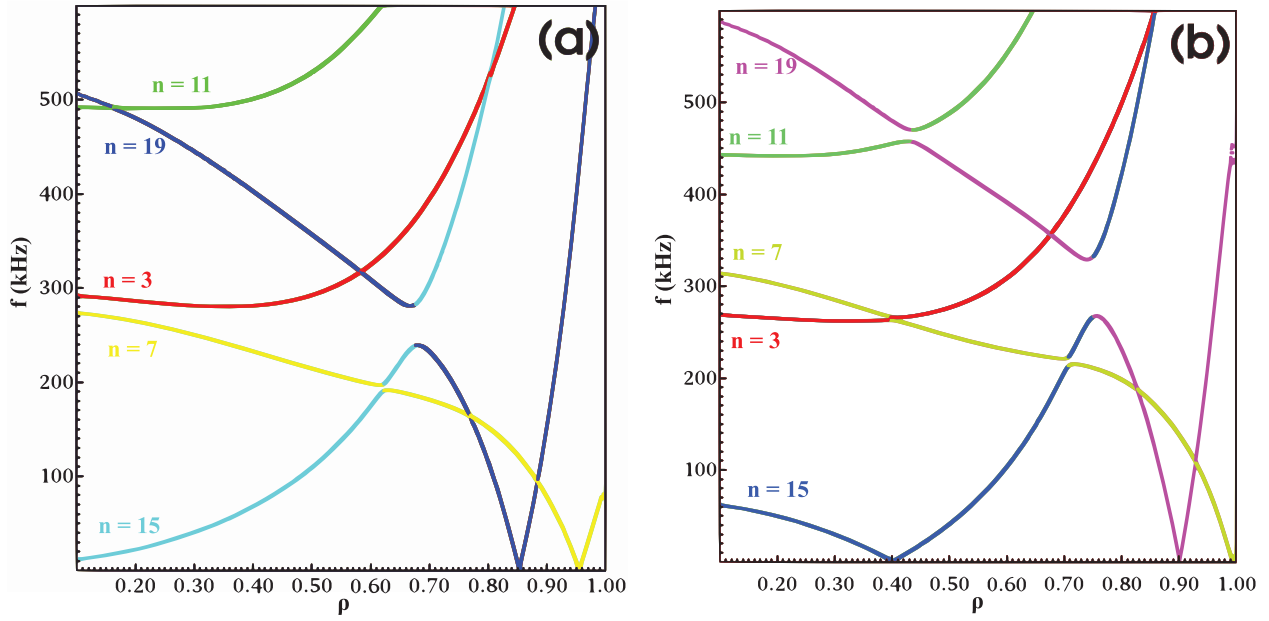 (a)
n = 11
500
n = 19
400
f (kHz)
300
n = 3
n = 7
200
100
n = 15
0.20 0.30 0.40 0.50 0.60 0.70 0.80 0.90 1.00
ρ
(b)
n = 19
500
n = 11
400
n = 7
f (kHz)
300
n = 3
200
n = 15
100
0.20 0.30 0.40 0.50 0.60 0.70 0.80 0.90 1.00
ρ